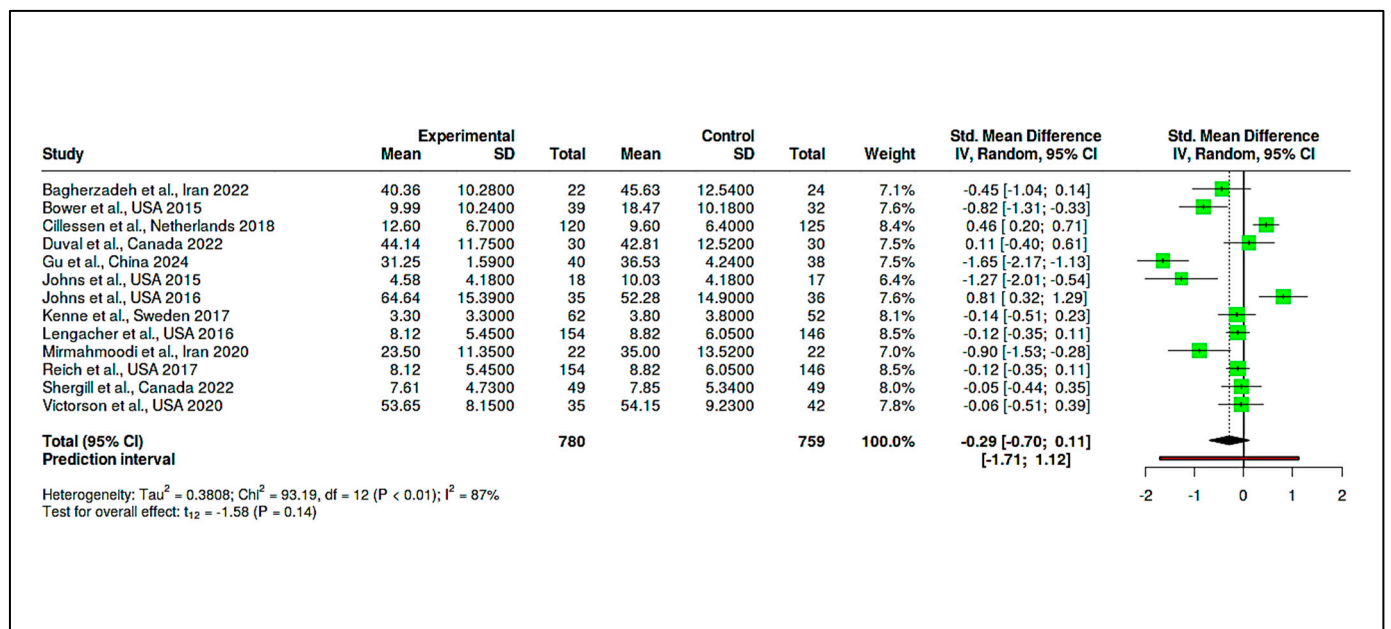 Experimental Control Std. Mean Difference Std. Mean Difference
Study Mean SD Total Mean SD Total Weight IV, Random, 95% CI IV, Random, 95% CI
Bagherzadeh et al., Iran 2022 40.36 10.2800 22 45.63 12.5400 24 7.1% -0.45 [-1.04; 0.14]
Bower et al., USA 2015 9.99 10.2400 39 18.47 10.1800 32 7.6% -0.82 [-1.31; -0.33]
Cillessen et al., Netherlands 2018 12.60 6.7000 120 9.60 6.4000 125 8.4% 0.46 [0.20; 0.71]
Duval et al., Canada 2022 44.14 11.7500 30 42.81 12.5200 30 7.5% 0.11 [-0.40; 0.61]
Gu et al., China 2024 31.25 1.5900 40 36.53 4.2400 38 7.5% -1.65 [-2.17; -1.13]
Johns et al., USA 2015 4.58 4.1800 18 10.03 4.1800 17 6.4% -1.27 [-2.01; -0.54]
Johns et al., USA 2016 64.64 15.3900 35 52.28 14.9000 36 7.6% 0.81 [0.32; 1.29]
Kenne et al., Sweden 2017 3.30 3.3000 62 3.80 3.8000 52 8.1% -0.14 [-0.51; 0.23]
Lengacher et al., USA 2016 8.12 5.4500 154 8.82 6.0500 146 8.5% -0.12 [-0.35; 0.11]
Mirmahmoodi et al., Iran 2020 23.50 11.3500 22 35.00 13.5200 22 7.0% -0.90 [-1.53; -0.28]
Reich et al., USA 2017 8.12 5.4500 154 8.82 6.0500 146 8.5% -0.12 [-0.35; 0.11]
Shergill et al., Canada 2022 7.61 4.7300 49 7.85 5.3400 49 8.0% -0.05 [-0.44; 0.35]
Victorson et al., USA 2020 53.65 8.1500 35 54.15 9.2300 42 7.8% -0.06 [-0.51; 0.39]
Total (95% CI) 780 759 100.0% -0.29 [-0.70; 0.11]
Prediction interval [-1.71; 1.12]
Heterogeneity: Tau² = 0.3808; Chi² = 93.19, df = 12 (P < 0.01); I² = 87%
Test for overall effect: t₁₂ = -1.58 (P = 0.14)
-2 -1 0 1 2